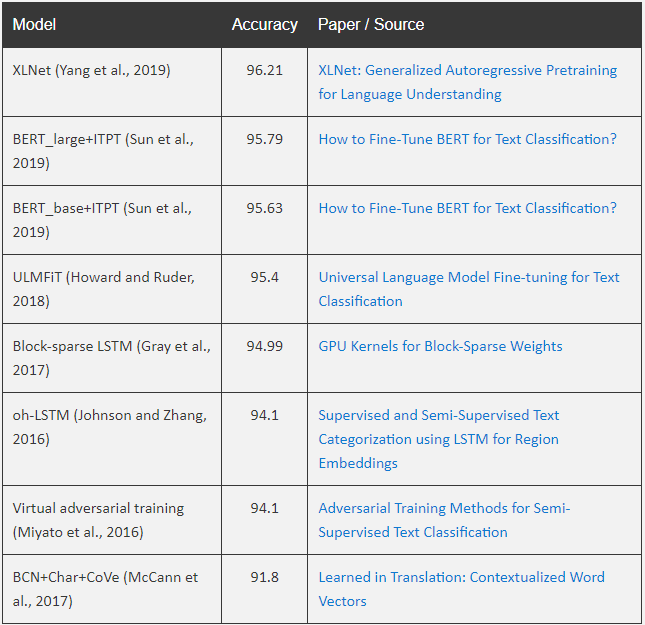 Model Accuracy Paper / Source
XLNet (Yang et al., 2019) 96.21 XLNet: Generalized Autoregressive Pretraining
for Language Understanding
BERT_large+ITPT (Sun et al., 95.79 How to Fine-Tune BERT for Text Classification?
2019)
BERT_base+ITPT (Sun et al., 95.63 How to Fine-Tune BERT for Text Classification?
2019)
ULMFiT (Howard and Ruder, 95.4 Universal Language Model Fine-tuning for Text
2018) Classification
Block-sparse LSTM (Gray et al., 94.99 GPU Kernels for Block-Sparse Weights
2017)
oh-LSTM (Johnson and Zhang, 94.1 Supervised and Semi-Supervised Text
2016) Categorization using LSTM for Region
Embeddings
Virtual adversarial training 94.1 Adversarial Training Methods for Semi-
(Miyato et al., 2016) Supervised Text Classification
BCN+Char+CoVe (McCann et 91.8 Learned in Translation: Contextualized Word
al., 2017) Vectors